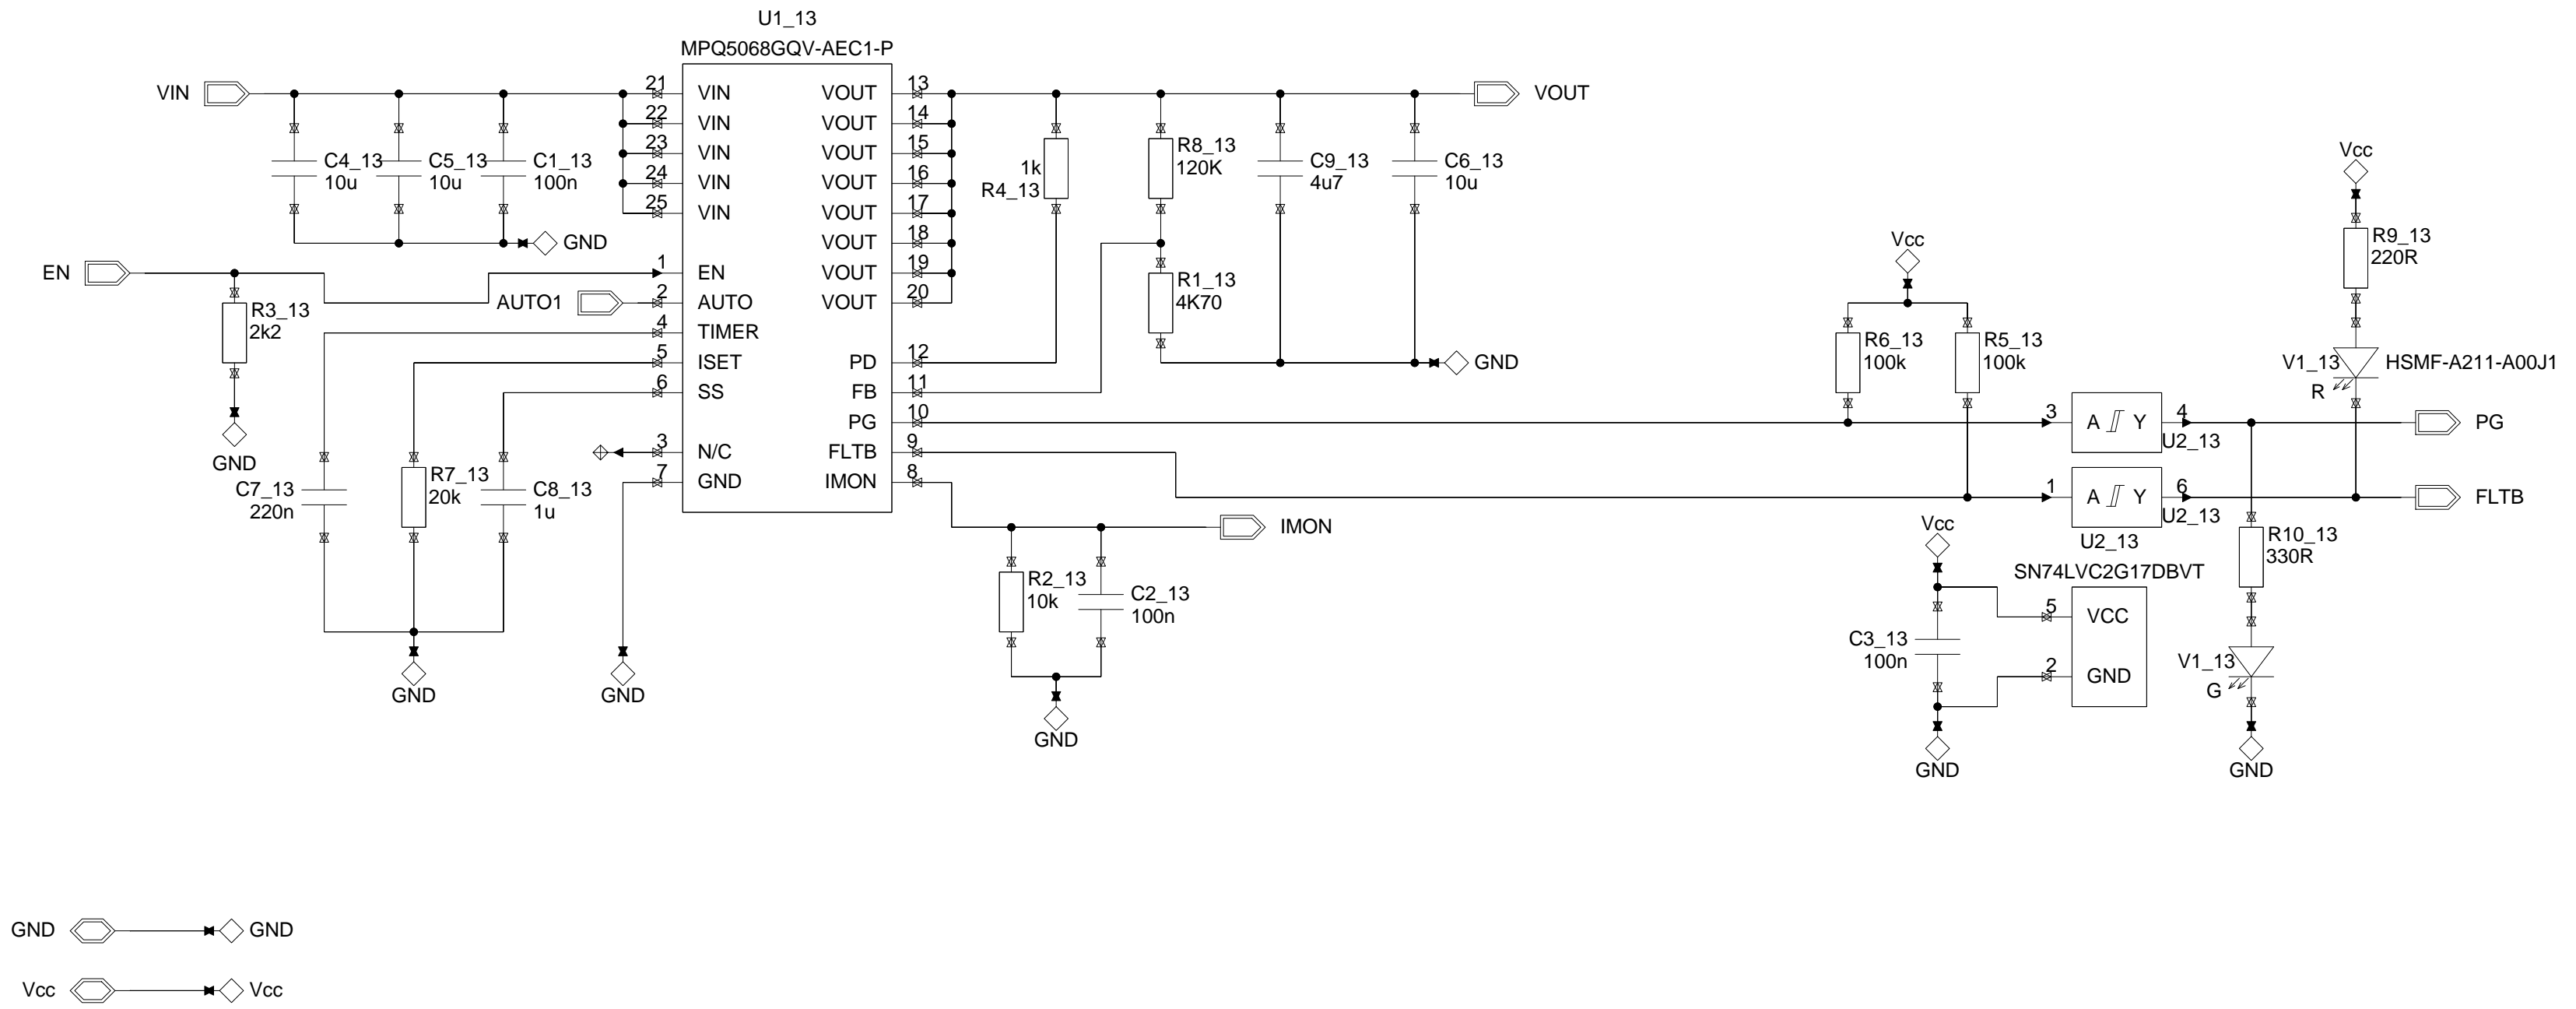 U1_13
MPQ5068GQV-AEC1-P
VIN
21 VIN
22 VIN
23 VIN
24 VIN
25 VIN
1 EN
2 AUTO
4 TIMER
5 ISET
6 SS
3 N/C
7 GND
VOUT 13
VOUT 14
VOUT 15
VOUT 16
VOUT 17
VOUT 18
VOUT 19
VOUT 20
PD 12
FB 11
PG 10
FLTB 9
IMON 8
C4_13
10u
C5_13
10u
C1_13
100n
GND
EN
AUTO1
R3_13
2k2
GND
C7_13
220n
R7_13
20k
C8_13
1u
GND
GND
1k
R4_13
R8_13
120K
C9_13
4u7
C6_13
10u
VOUT
R1_13
4K70
GND
IMON
R2_13
10k
C2_13
100n
GND
Vcc
R6_13
100k
R5_13
100k
3 A Y 4
U2_13
1 A Y 6
U2_13
U2_13
SN74LVC2G17DBVT
Vcc
5 VCC
2 GND
C3_13
100n
GND
Vcc
R9_13
220R
V1_13
R
HSMF-A211-A00J1
PG
FLTB
R10_13
330R
V1_13
G
GND
GND GND
Vcc Vcc